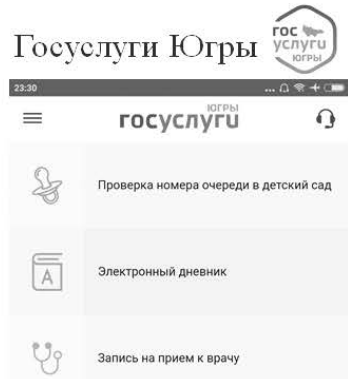 Госуслуги Югры
гос
услуги
ЮГРЫ
23:30
...
ЮГРЫ
госуслуги
Проверка номера очереди в детский сад
A
Электронный дневник
Запись на прием к врачу